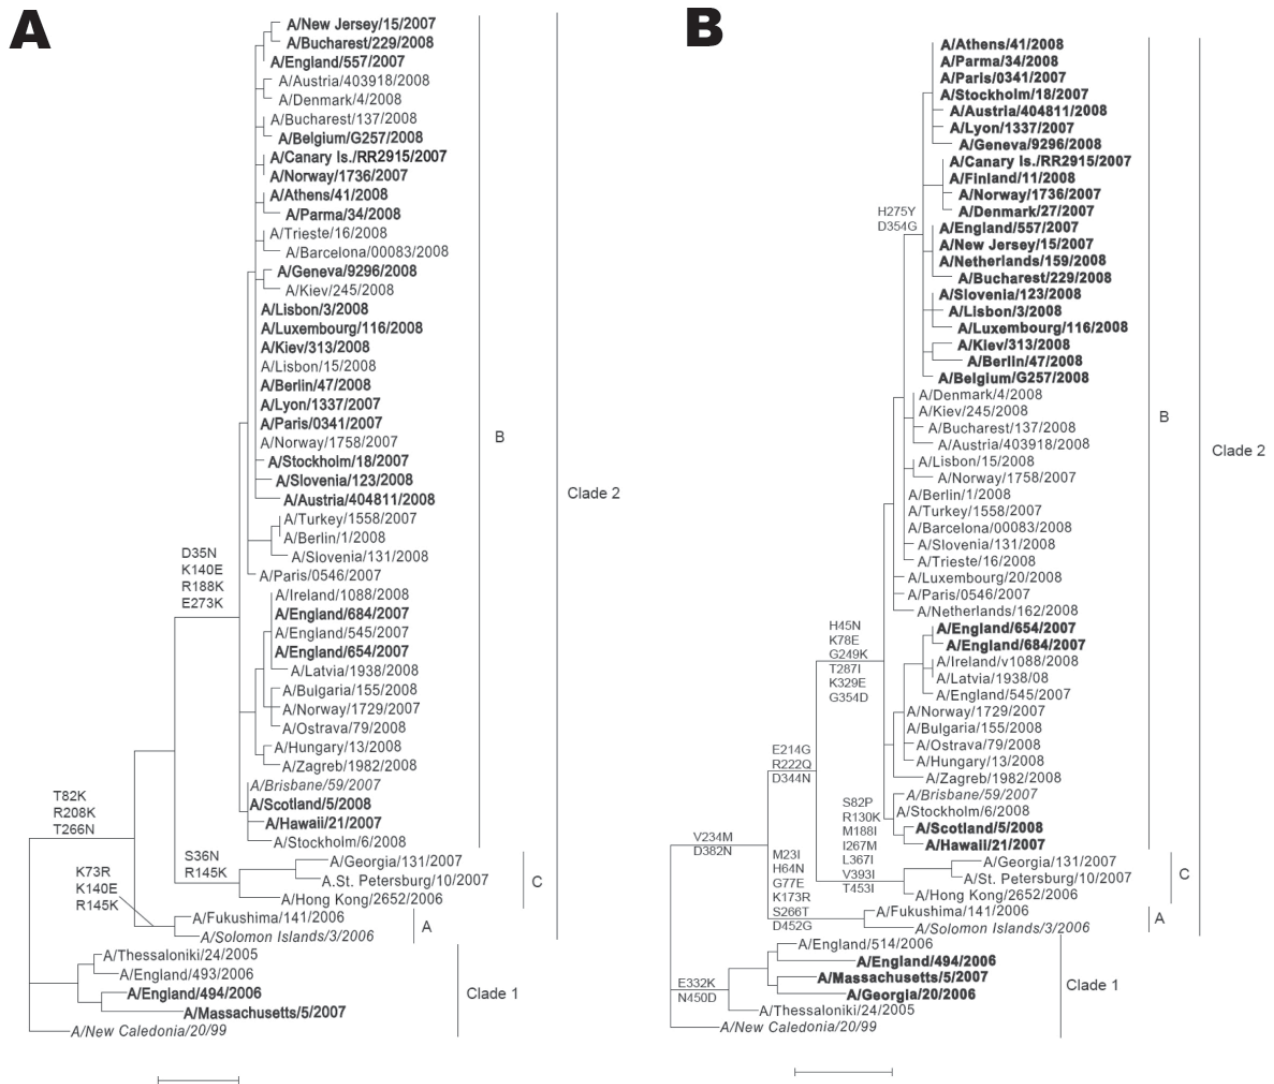 A
A/New Jersey/15/2007
A/Bucharest/229/2008
A/England/557/2007
A/Austria/403918/2008
A/Denmark/4/2008
A/Bucharest/137/2008
A/Belgium/G257/2008
A/Canary Is./RR2915/2007
A/Norway/1736/2007
A/Athens/41/2008
A/Parma/34/2008
A/Trieste/16/2008
A/Barcelona/00083/2008
A/Geneva/9296/2008
A/Kiev/245/2008
A/Lisbon/3/2008
A/Luxembourg/116/2008
A/Kiev/313/2008
A/Lisbon/15/2008
A/Berlin/47/2008
A/Lyon/1337/2007
A/Paris/0341/2007
A/Norway/1758/2007
A/Stockholm/18/2007
A/Slovenia/123/2008
A/Austria/404811/2008
A/Turkey/1558/2007
A/Berlin/1/2008
A/Slovenia/131/2008
A/Paris/0546/2007
A/Ireland/1088/2008
A/England/684/2007
A/England/545/2007
A/England/654/2007
A/Latvia/1938/2008
A/Bulgaria/155/2008
A/Norway/1729/2007
A/Ostrava/79/2008
A/Hungary/13/2008
A/Zagreb/1982/2008
A/Brisbane/59/2007
A/Scotland/5/2008
A/Hawaii/21/2007
A/Stockholm/6/2008
A/Georgia/131/2007
A.St. Petersburg/10/2007
A/Hong Kong/2652/2006
A/Fukushima/141/2006
A/Solomon Islands/3/2006
A/Thessaloniki/24/2005
A/England/493/2006
A/England/494/2006
A/Massachusetts/5/2007
A/New Caledonia/20/99
D35N
K140E
R188K
E273K
T82K
R208K
T266N
K73R
K140E
R145K
S36N
R145K
B
C
A
Clade 2
Clade 1
B
A/Athens/41/2008
A/Parma/34/2008
A/Paris/0341/2007
A/Stockholm/18/2007
A/Austria/404811/2008
A/Lyon/1337/2007
A/Geneva/9296/2008
A/Canary Is./RR2915/2007
A/Finland/11/2008
A/Norway/1736/2007
A/Denmark/27/2007
A/England/557/2007
A/New Jersey/15/2007
A/Netherlands/159/2008
A/Bucharest/229/2008
A/Slovenia/123/2008
A/Lisbon/3/2008
A/Luxembourg/116/2008
A/Kiev/313/2008
A/Berlin/47/2008
A/Belgium/G257/2008
A/Denmark/4/2008
A/Kiev/245/2008
A/Bucharest/137/2008
A/Austria/403918/2008
A/Lisbon/15/2008
A/Norway/1758/2007
A/Berlin/1/2008
A/Turkey/1558/2007
A/Barcelona/00083/2008
A/Slovenia/131/2008
A/Trieste/16/2008
A/Luxembourg/20/2008
A/Paris/0546/2007
A/Netherlands/162/2008
A/England/654/2007
A/England/684/2007
A/Ireland/v1088/2008
A/Latvia/1938/08
A/England/545/2007
A/Norway/1729/2007
A/Bulgaria/155/2008
A/Ostrava/79/2008
A/Hungary/13/2008
A/Zagreb/1982/2008
A/Brisbane/59/2007
A/Stockholm/6/2008
A/Scotland/5/2008
A/Hawaii/21/2007
A/Georgia/131/2007
A/St. Petersburg/10/2007
A/Hong Kong/2652/2006
A/Fukushima/141/2006
A/Solomon Islands/3/2006
A/England/514/2006
A/England/494/2006
A/Massachusetts/5/2007
A/Georgia/20/2006
A/Thessaloniki/24/2005
A/New Caledonia/20/99
H275Y
D354G
H45N
K78E
G249K
T287I
K329E
G354D
E214G
R222Q
D344N
S82P
R130K
M188I
I267M
L367I
V393I
T453I
V234M
D382N
M23I
H64N
G77E
K173R
S266T
D452G
E332K
N450D
B
C
A
Clade 2
Clade 1